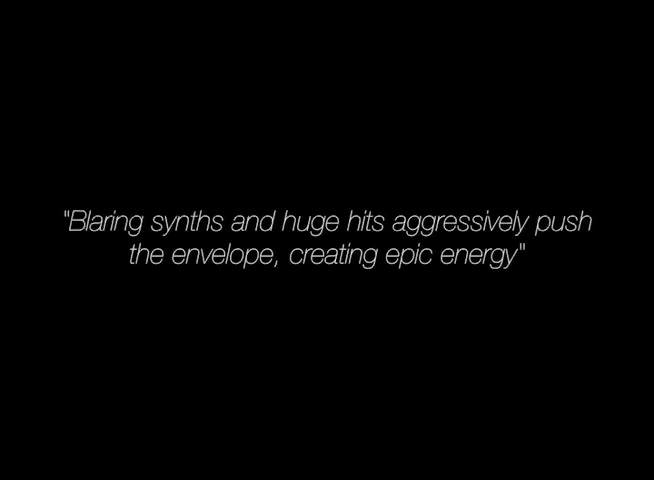 "Blaring synths and huge hits aggressively push
the envelope, creating epic energy"